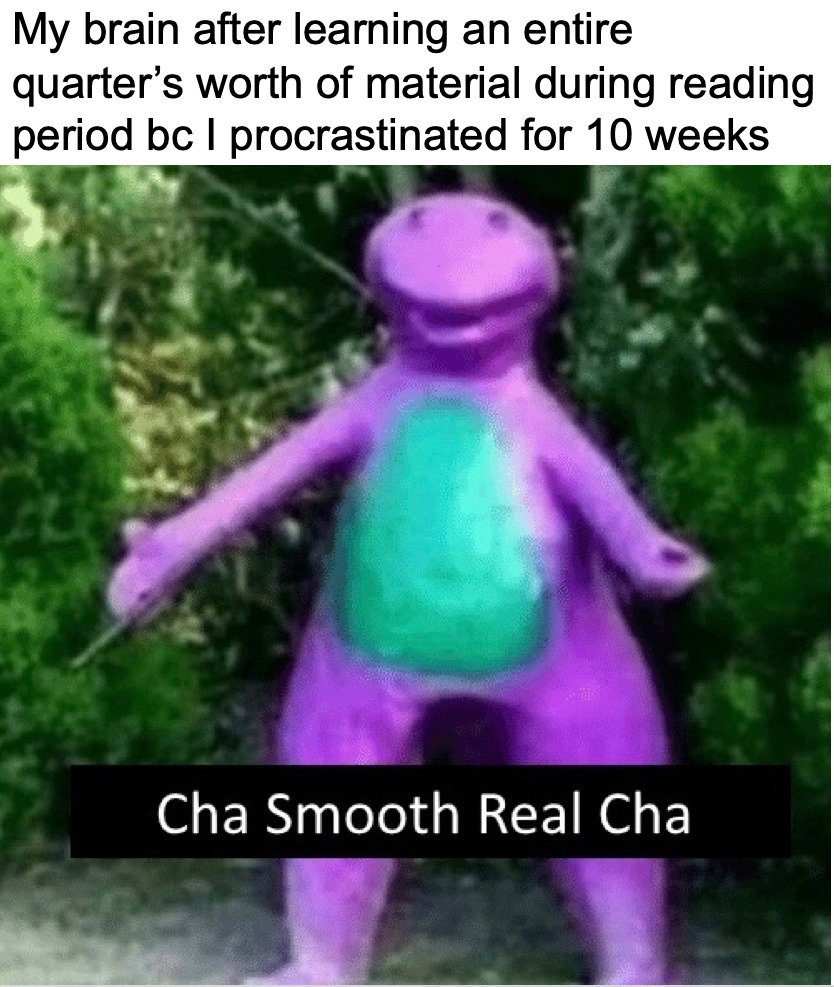 My brain after learning an entire
quarter’s worth of material during reading
period bc I procrastinated for 10 weeks
Cha Smooth Real Cha